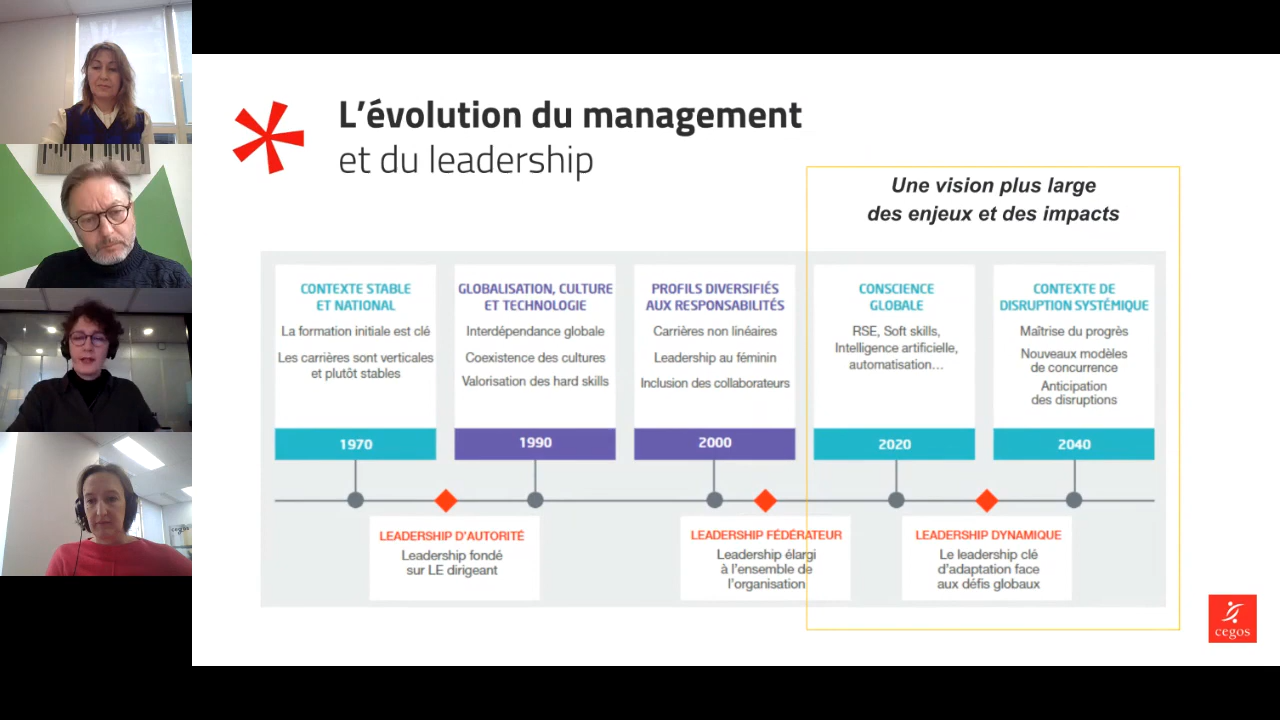 L'évolution du management
et du leadership
Une vision plus large
des enjeux et des impacts
CONTEXTE STABLE
ET NATIONAL
La formation initiale est clé
Les carrières sont verticales
et plutôt stables
1970
GLOBALISATION, CULTURE
ET TECHNOLOGIE
Interdépendance globale
Coexistence des cultures
Valorisation des hard skills
1990
PROFILS DIVERSIFIÉS
AUX RESPONSABILITÉS
Carrières non linéaires
Leadership au féminin
Inclusion des collaborateurs
2000
CONSCIENCE
GLOBALE
RSE, Soft skills,
Intelligence artificielle,
automatisation…
2020
CONTEXTE DE
DISRUPTION SYSTÉMIQUE
Maîtrise du progrès
Nouveaux modèles
de concurrence
Anticipation
des disruptions
2040
LEADERSHIP D'AUTORITÉ
Leadership fondé
sur LE dirigeant
LEADERSHIP FÉDÉRATEUR
Leadership élargi
à l'ensemble de
l'organisation
LEADERSHIP DYNAMIQUE
Le leadership clé
d'adaptation face
aux défis globaux
cegos
cegos